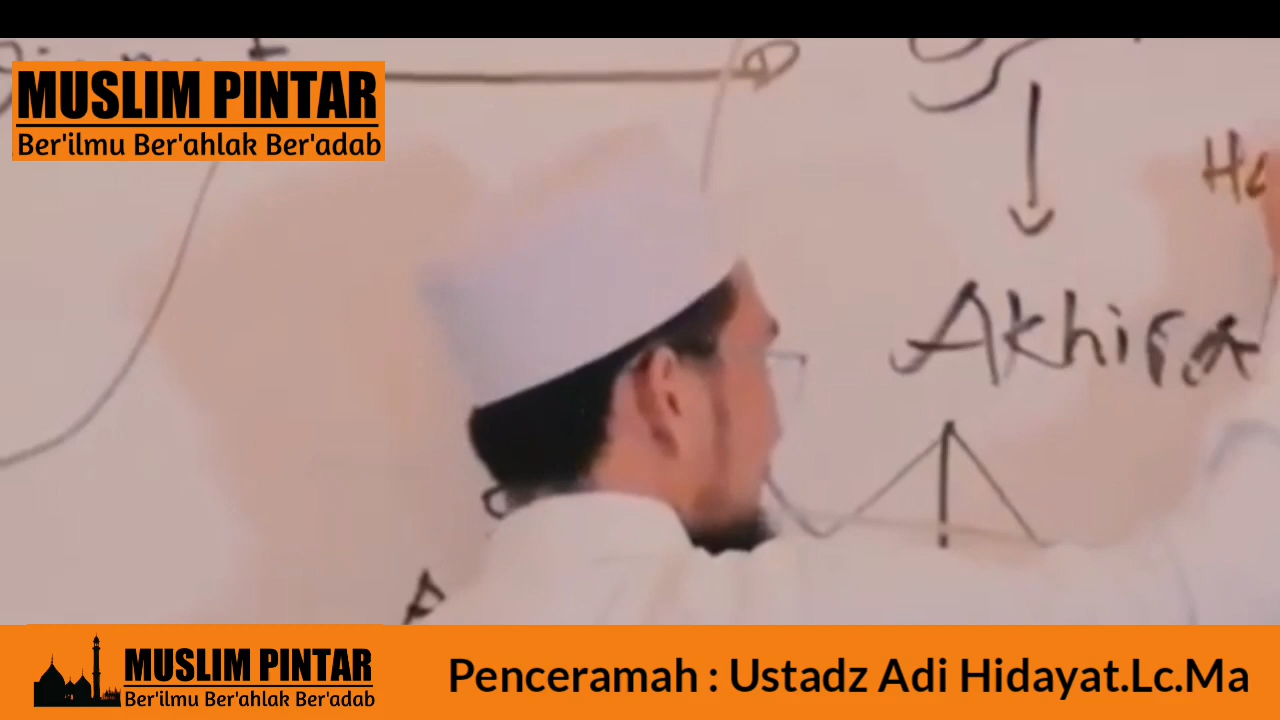 MUSLIM PINTAR
Ber'ilmu Ber'ahlak Ber'adab
Akhira
MUSLIM PINTAR
Ber'ilmu Ber'ahlak Ber'adab
Penceramah : Ustadz Adi Hidayat.Lc.Ma